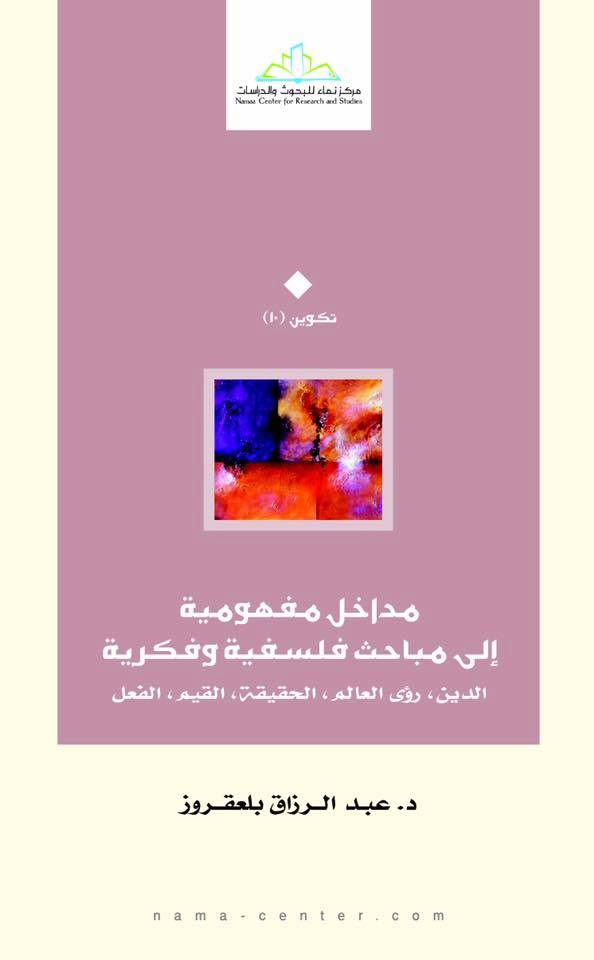 مركز نماء للبحوث والدراسات
Namaa Center for Research and Studies
تكوين (١٠)
مداخل مفهومية
إلى مباحث فلسفية وفكرية
الدين، رؤى العالم، الحقيقة، القيم، الفعل
د. عبد الرزاق بلعقروز
nama-center.com